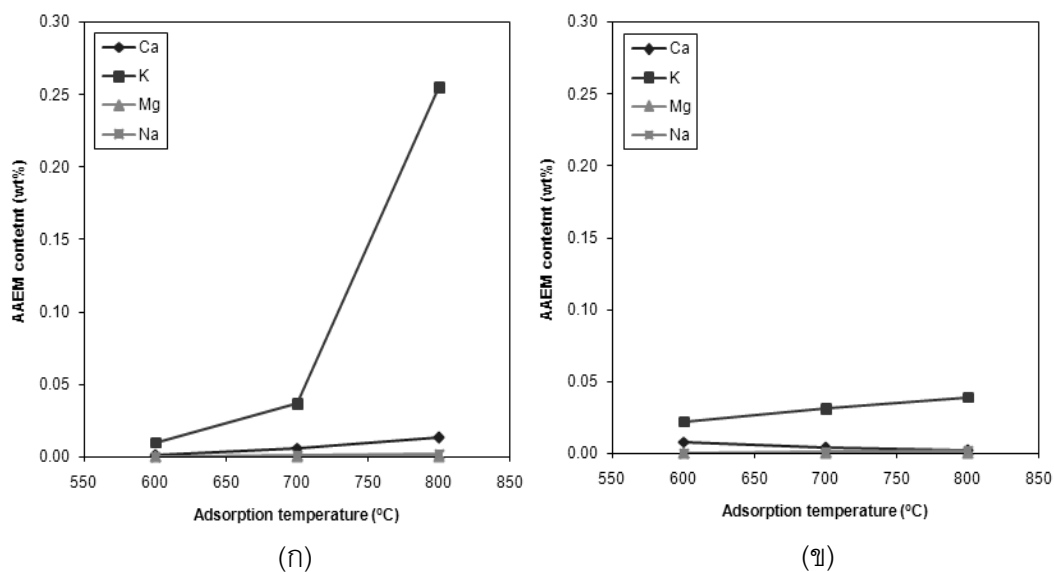 0.30
0.25
0.20
0.15
0.10
0.05
0.00
AAEM contetnt (wt%)
Ca
K
Mg
Na
550 600 650 700 750 800 850
Adsorption temperature (⁰C)
(ก)
0.30
0.25
0.20
0.15
0.10
0.05
0.00
AAEM contetnt (wt%)
Ca
K
Mg
Na
550 600 650 700 750 800 850
Adsorption temperature (⁰C)
(ข)